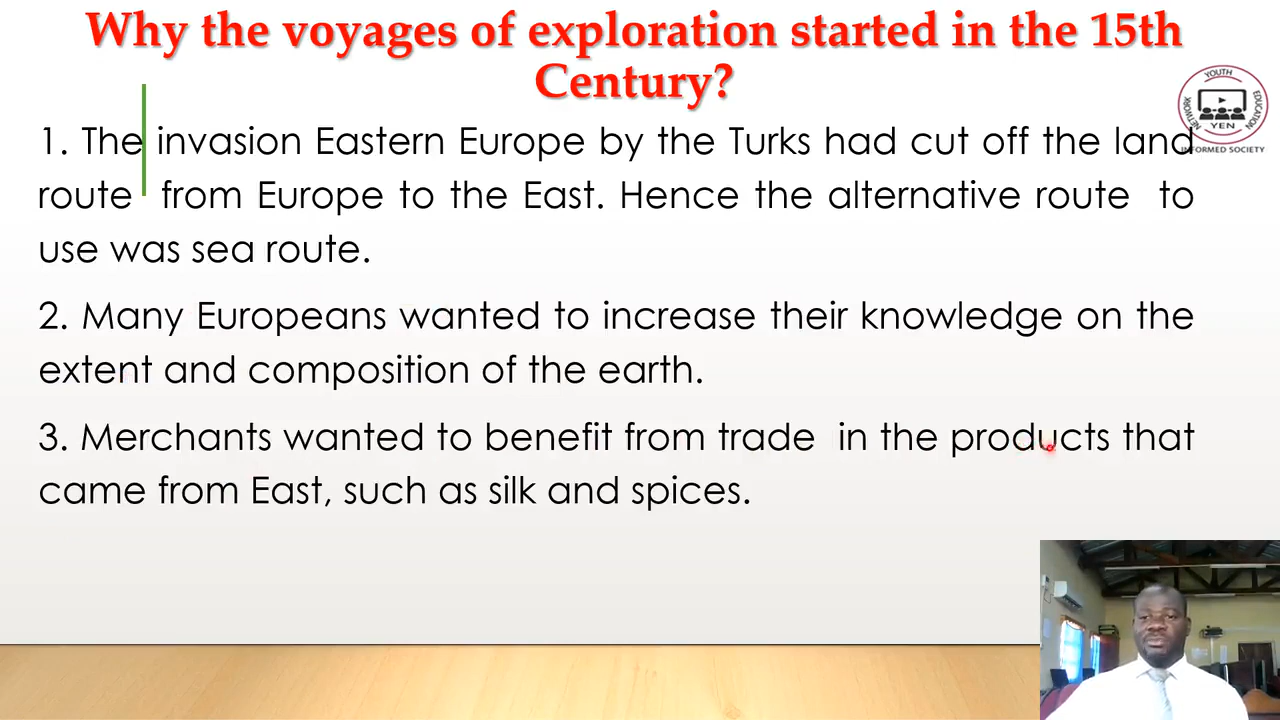 Why the voyages of exploration started in the 15th
Century?
1. The invasion Eastern Europe by the Turks had cut off the land
route from Europe to the East. Hence the alternative route to
use was sea route.
2. Many Europeans wanted to increase their knowledge on the
extent and composition of the earth.
3. Merchants wanted to benefit from trade in the products that
came from East, such as silk and spices.
YOUTH
EDUCATION
NETWORK
YEN
INFORMED SOCIETY